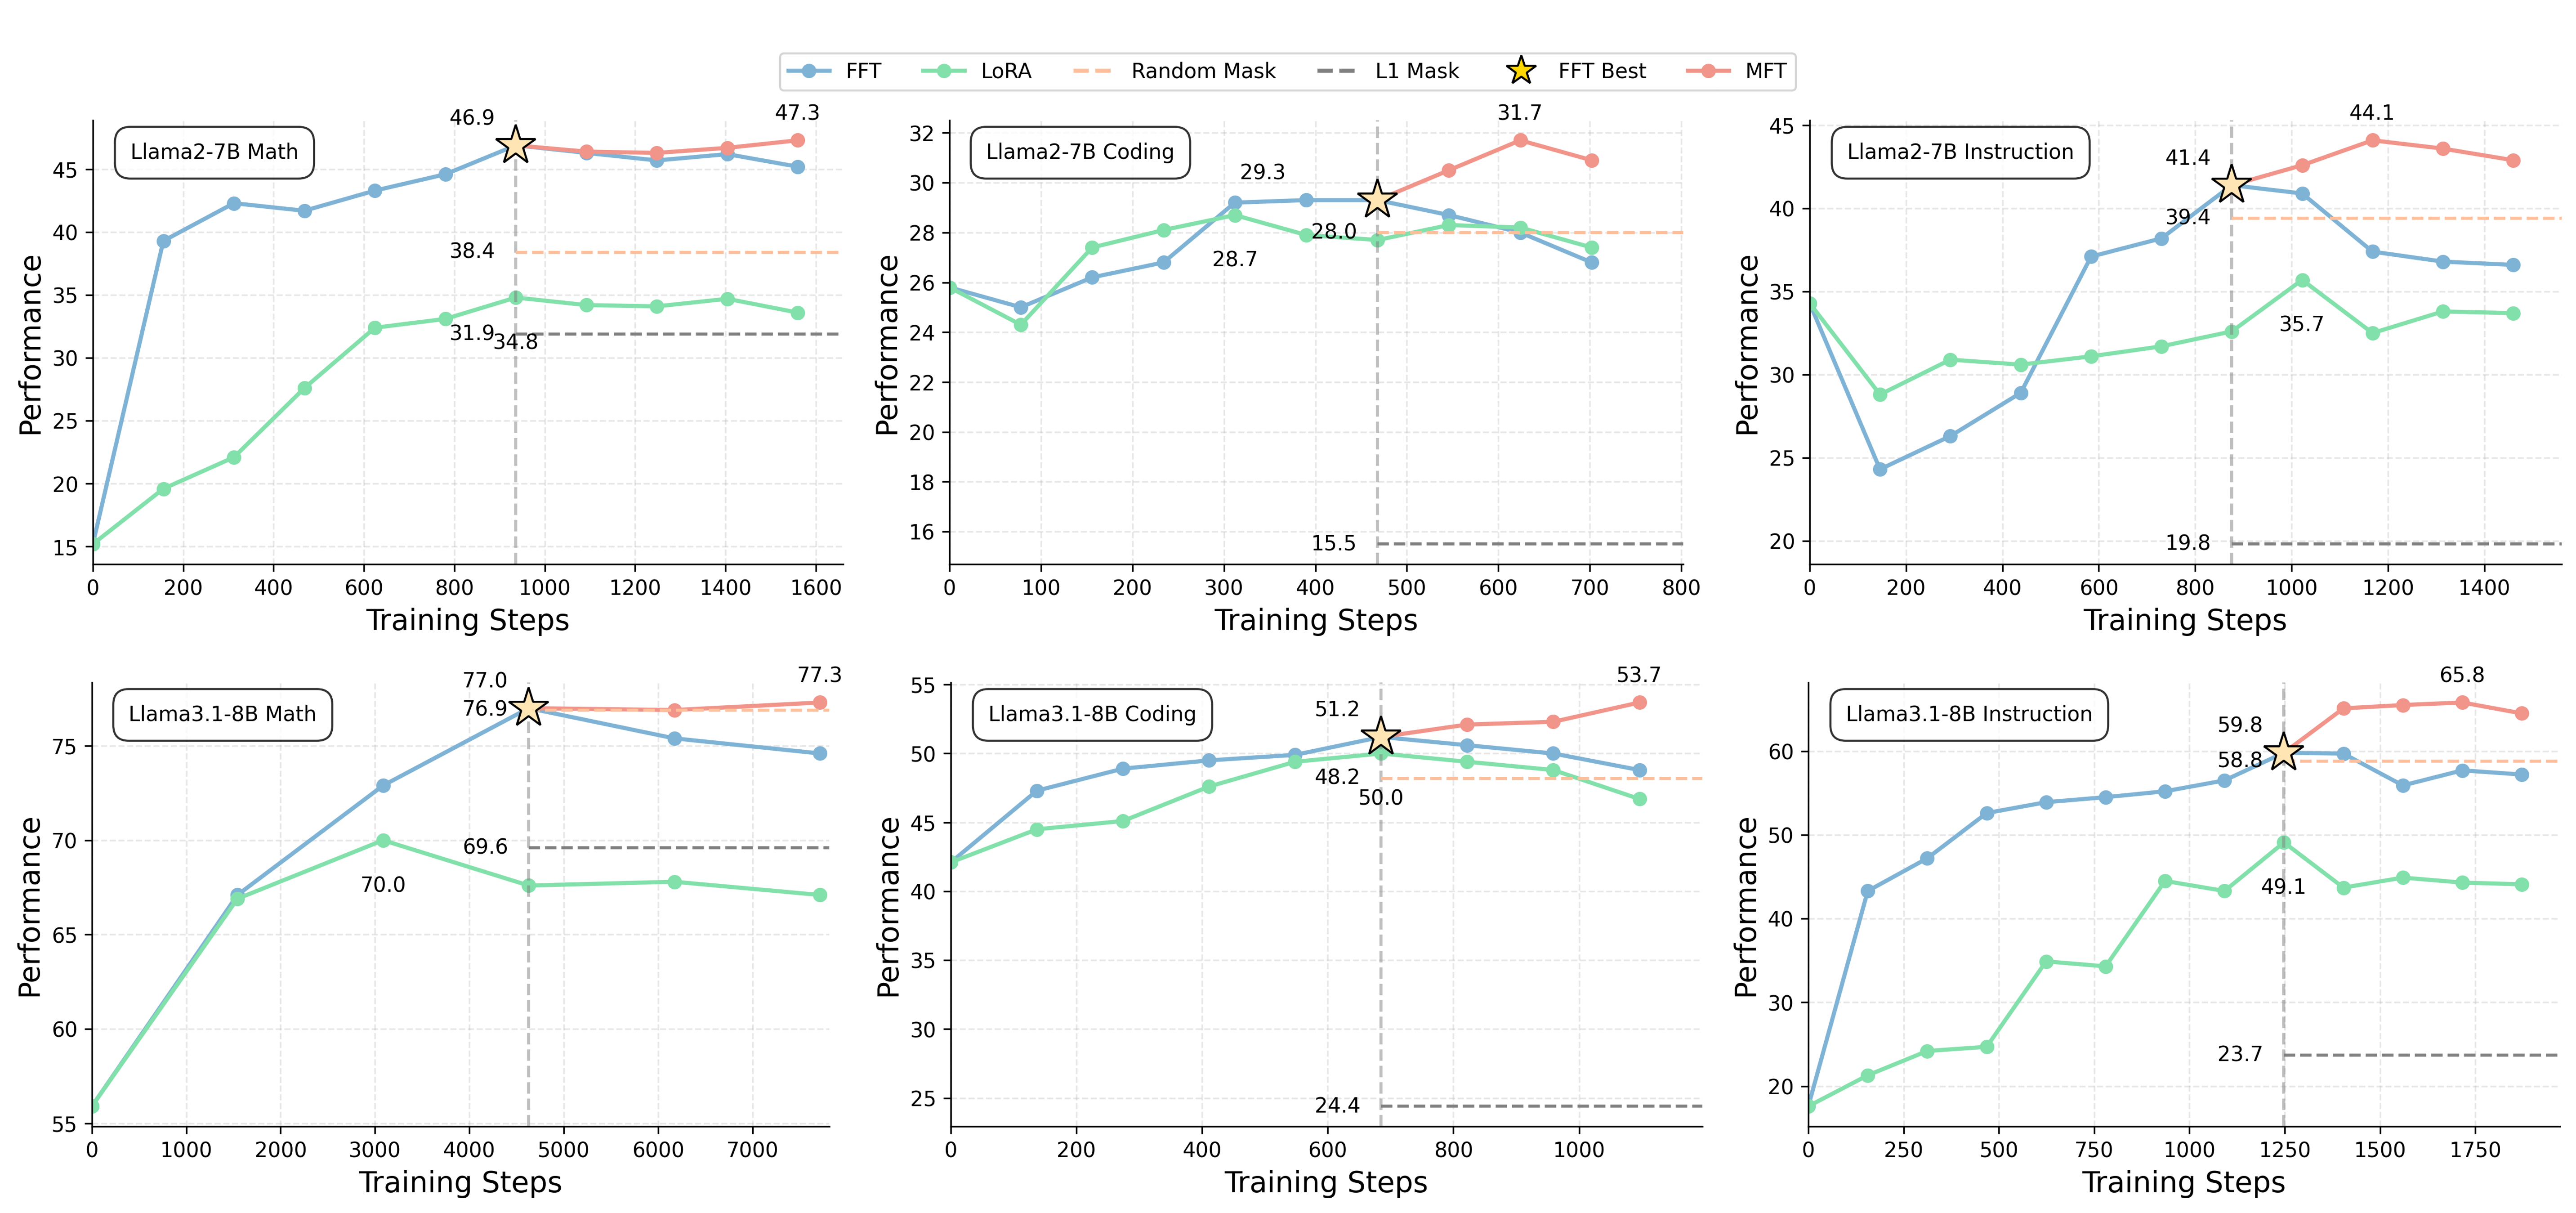 FFT LoRA Random Mask L1 Mask FFT Best MFT
Llama2-7B Math
Performance
45
40
35
30
25
20
15
46.9
47.3
38.4
31.9
34.8
0 200 400 600 800 1000 1200 1400 1600
Training Steps
Llama2-7B Coding
Performance
32
30
28
26
24
22
20
18
16
31.7
29.3
28.0
28.7
15.5
0 100 200 300 400 500 600 700 800
Training Steps
Llama2-7B Instruction
Performance
45
40
35
30
25
20
44.1
41.4
39.4
35.7
19.8
0 200 400 600 800 1000 1200 1400
Training Steps
Llama3.1-8B Math
Performance
75
70
65
60
55
77.0
77.3
76.9
69.6
70.0
0 1000 2000 3000 4000 5000 6000 7000
Training Steps
Llama3.1-8B Coding
Performance
55
50
45
40
35
30
25
53.7
51.2
48.2
50.0
24.4
0 200 400 600 800 1000
Training Steps
Llama3.1-8B Instruction
Performance
60
50
40
30
20
65.8
59.8
58.8
49.1
23.7
0 250 500 750 1000 1250 1500 1750
Training Steps